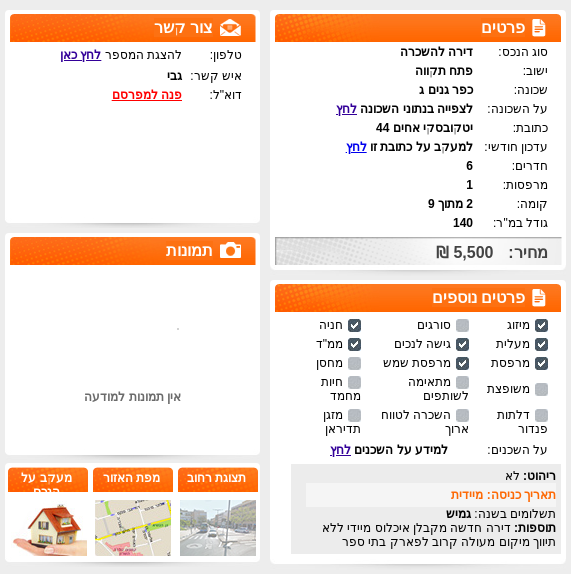 פרטים
סוג הנכס: דירה להשכרה
ישוב: פתח תקווה
שכונה: כפר גנים ג
על השכונה: לצפייה בנתוני השכונה לחץ
כתובת: יטקובסקי אחים 44
עדכון חודשי: למעקב על כתובת זו לחץ
חדרים: 6
מרפסות: 1
קומה: 2 מתוך 9
גודל במ"ר: 140
מחיר: 5,500 ₪
פרטים נוספים
מיזוג סורגים חניה
מעלית גישה לנכים ממ"ד
מרפסת מרפסת שמש מחסן
משופצת מתאימה לשותפים חיות מחמד
דלתות פנדור השכרה לטווח ארוך מזגן תדיראן
על השכנים: למידע על השכנים לחץ
ריהוט: לא
תאריך כניסה: מיידית
תשלומים בשנה: גמיש
תוספות: דירה חדשה מקבלן איכלוס מיידי ללא
תיווך מיקום מעולה קרוב לפארק בתי ספר
צור קשר
טלפון: להצגת המספר לחץ כאן
איש קשר: גבי
דוא"ל: פנה למפרסם
תמונות
אין תמונות למודעה
תצוגת רחוב
מפת האזור
מעקב על
הנכס